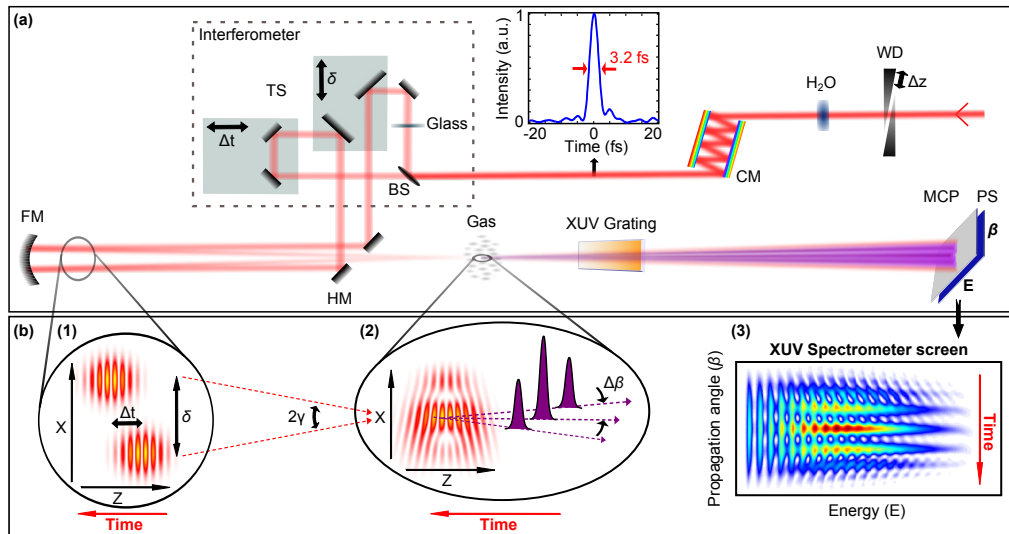 (a)
Interferometer
TS
δ
Δt
Glass
BS
Intensity (a.u.)
1
0
3.2 fs
-20
0
20
Time (fs)
WD
Δz
H₂O
CM
MCP
PS
β
E
FM
HM
Gas
XUV Grating
(b)
(1)
X
Δt
δ
Z
Time
2γ
(2)
X
Z
Δβ
Time
(3)
XUV Spectrometer screen
Propagation angle (β)
Time
Energy (E)